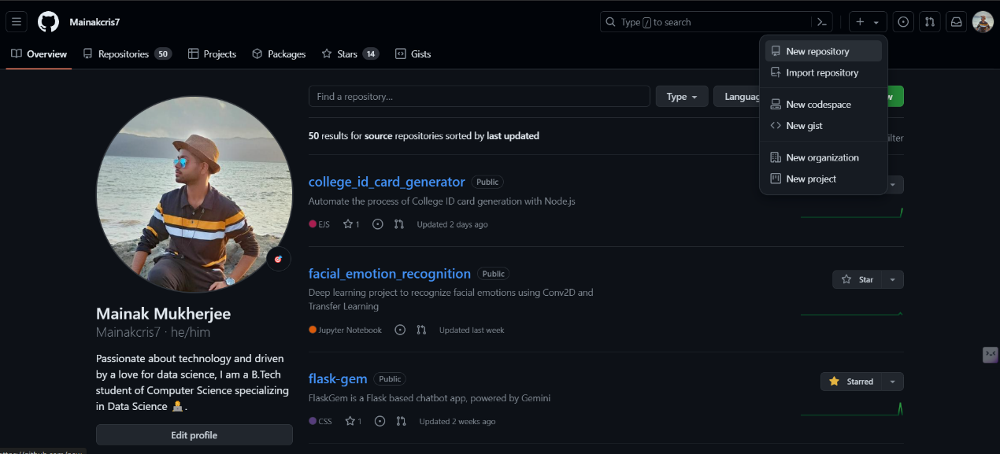 Mainakcris7
Type / to search
Overview
Repositories 50
Projects
Packages
Stars 14
Gists
New repository
Import repository
New codespace
New gist
New organization
New project
Find a repository...
Type
50 results for source repositories sorted by last updated
college_id_card_generator Public
Automate the process of College ID card generation with Node.js
EJS 1 Updated 2 days ago
facial_emotion_recognition Public
Star
Deep learning project to recognize facial emotions using Conv2D and
Transfer Learning
Jupyter Notebook Updated last week
flask-gem Public
Starred
FlaskGem is a Flask based chatbot app, powered by Gemini
CSS 1 Updated 2 weeks ago
Mainak Mukherjee
Mainakcris7 · he/him
Passionate about technology and driven
by a love for data science, I am a B.Tech
student of Computer Science specializing
in Data Science 👨‍💻.
Edit profile